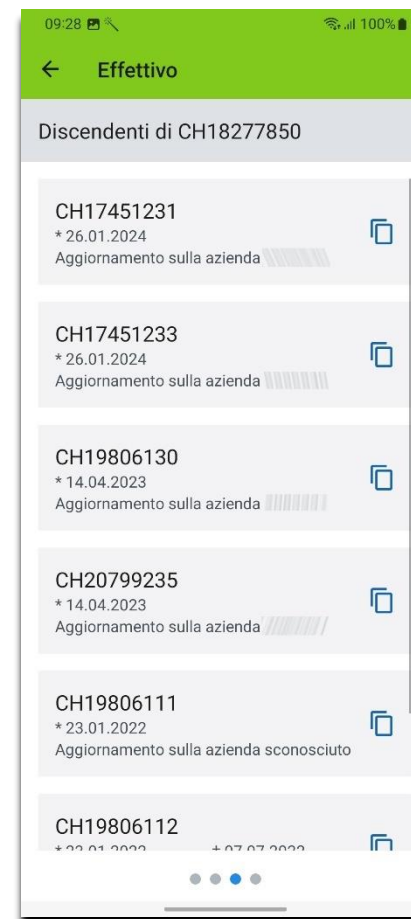 09:28 100%
Effettivo
Discendenti di CH18277850
CH17451231
* 26.01.2024
Aggiornamento sulla azienda
CH17451233
* 26.01.2024
Aggiornamento sulla azienda
CH19806130
* 14.04.2023
Aggiornamento sulla azienda
CH20799235
* 14.04.2023
Aggiornamento sulla azienda
CH19806111
* 23.01.2022
Aggiornamento sulla azienda sconosciuto
CH19806112